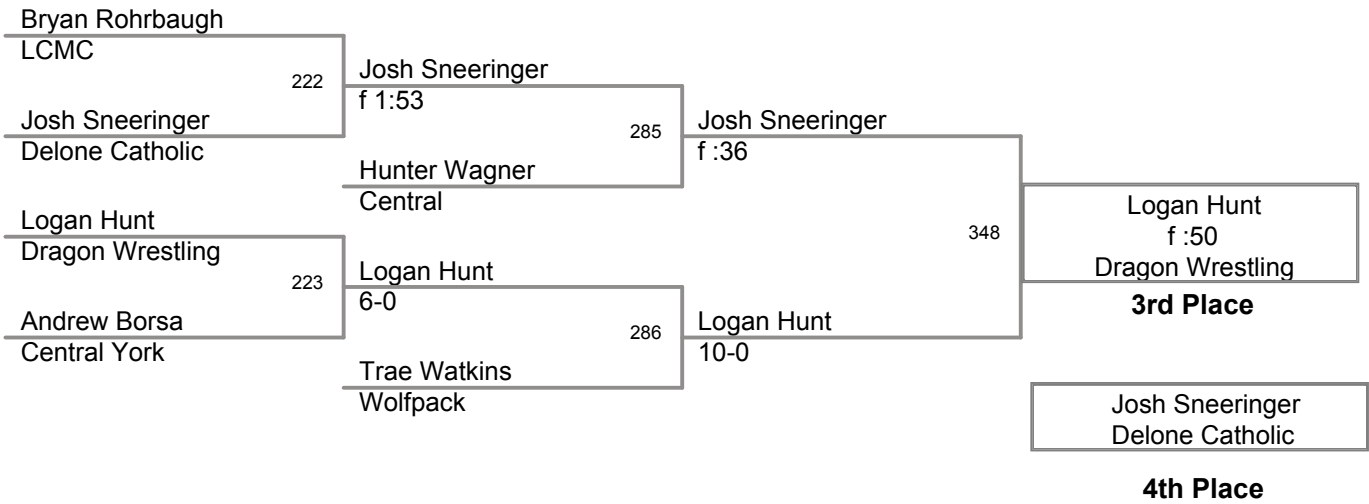 Bryan Rohrbaugh
LCMC
222
Josh Sneeringer
f 1:53
Josh Sneeringer
Delone Catholic
285
Josh Sneeringer
f :36
Hunter Wagner
Central
Logan Hunt
Dragon Wrestling
348
Logan Hunt
f :50
Dragon Wrestling
3rd Place
223
Logan Hunt
6-0
Andrew Borsa
Central York
286
Logan Hunt
10-0
Trae Watkins
Wolfpack
Josh Sneeringer
Delone Catholic
4th Place